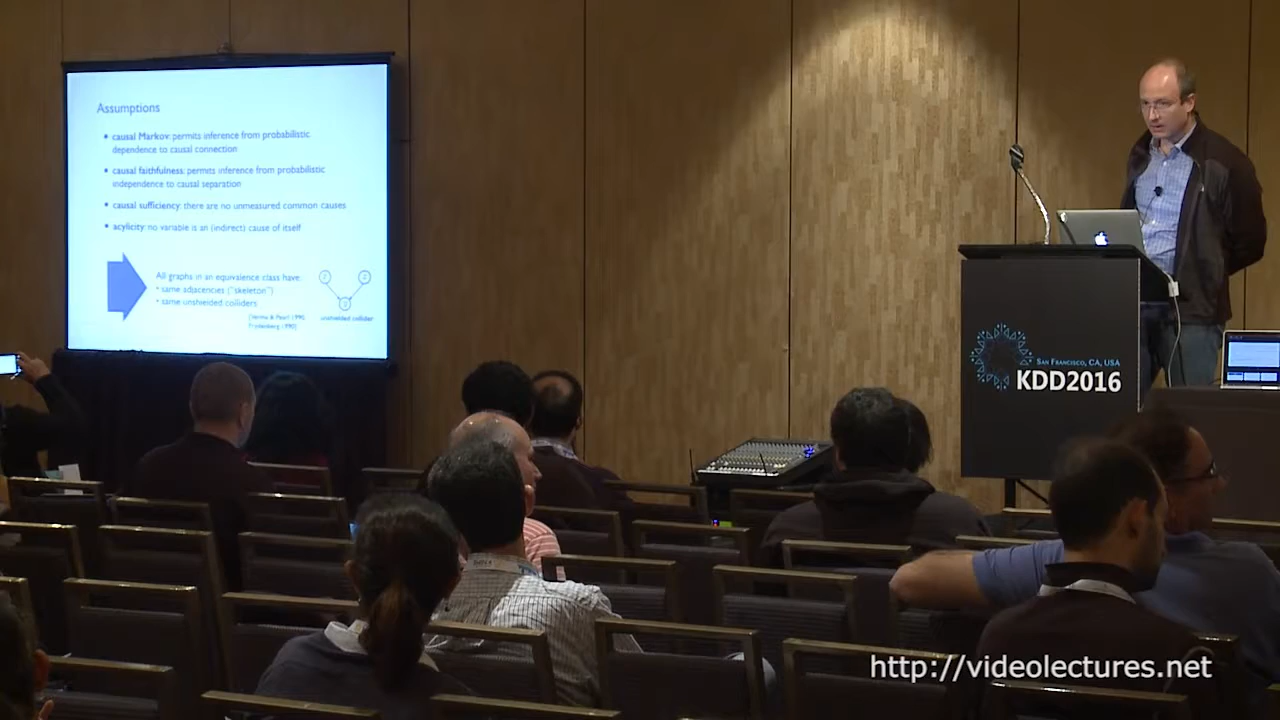 Assumptions
• causal Markov: permits inference from probabilistic
dependence to causal connection
• causal faithfulness: permits inference from probabilistic
independence to causal separation
• causal sufficiency: there are no unmeasured common causes
• acylicity: no variable is an (indirect) cause of itself
All graphs in an equivalence class have:
• same adjacencies ("skeleton")
• same unshielded colliders
unshielded collider
SAN FRANCISCO, CA, USA
KDD2016
http://videolectures.net